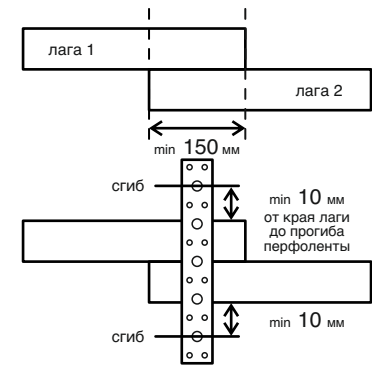 лага 1
лага 2
min 150 мм
сгиб
min 10 мм
от края лаги
до прогиба
перфоленты
min 10 мм
сгиб